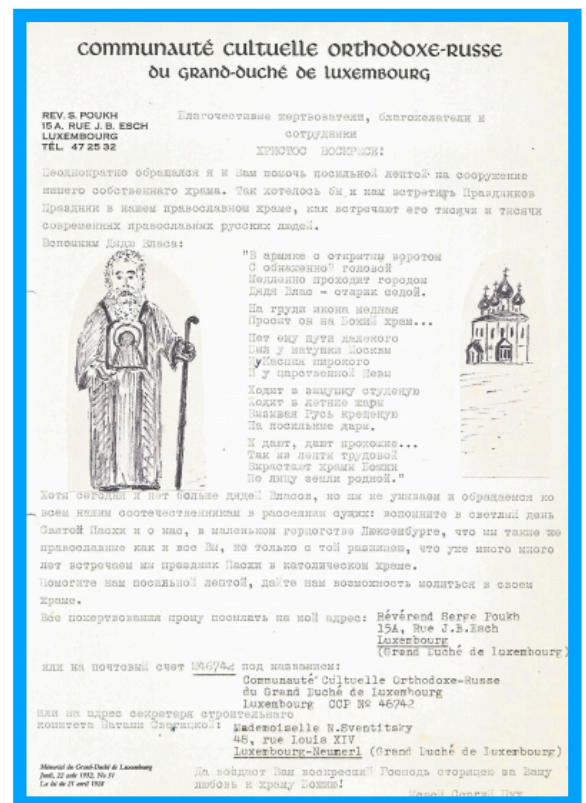 communauté cultuelle orthodoxe-russe
du grand-duché de luxembourg
REV. S. POUKH
15 A, RUE J. B. ESCH
LUXEMBOURG
TÉL. 47 25 32
Благочестивые жертвователи, благожелатели и
сотрудники
ХРИСТОС ВОСКРЕСИ!
Неоднократно обращался я к Вам помочь посильной лептой на сооружение
нашего собственнаго храма. Так хотелось бы и нам встретить Праздников
Праздник в нашем православном храме, как встречают его тысячи и тысячи
современных православных русских людей.
Вспомним Дядю Власа:
"В армяке с открытым воротом
С обнаженной головой
Медленно проходит городом
Дядя Влас - старик седой.
На груди икона медная
Просит он на Божий храм...
Нет ему пути далекого
Был у матушки Москвы
У Каспия широкого
И у царственной Невы
Ходит в зимушку студеную
Ходит в летние жары
Вызывая Русь крещеную
На посильные дары.
И дают, дают прохожие...
Так из лепти трудовой
Вырастают храмы Божии
По лицу земли родной."
Хотя сегодня и нет больше дядей Власов, но мы не унываем и обращаемся ко
всем нашим соотечественникам в рассеянии сущих: вспомните в светлый день
Святой Пасхи и о нас, в маленьком герцогстве Люксембурге, что мы такие же
православные как и все Вы, но только с той разницею, что уже много много
лет встречаем мы праздник Пасхи в католическом храме.
Помогите нам посильной лептой, дайте нам возможность молиться в своем
Храме.
Все пожертвования прошу посылать на мой адрес: Révérend Serge Poukh
15A, Rue J.B.Esch
Luxembourg
(Grand Duché de Luxembourg)
или на почтовый счет №46742 под названием:
Communauté Cultuelle Orthodoxe-Russe
du Grand Duché de Luxembourg
Luxembourg CCP № 46742
или на адрес секретаря строительнаго
комитета Наташи Свентицкой: Mademoiselle N.Sventitsky
48, rue Louis XIV
Luxembourg-Neumerl (Grand Duché de Luxembourg)
Mémorial du Grand-Duché de Luxembourg
Jeudi, 22 août 1932, No 51
La loi du 21 avril 1928
Да воздаст Вам воскресший Господь сторицею за Вашу
любовь к храму Божию!
Сергий Пух